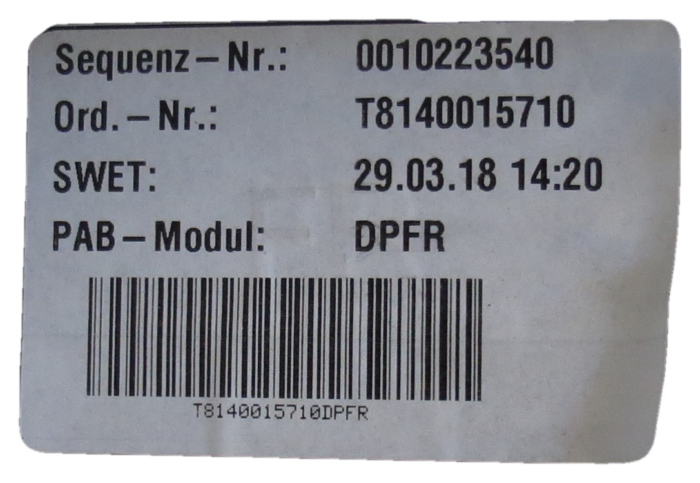 Sequenz-Nr.: 0010223540
Ord.-Nr.: T8140015710
SWET: 29.03.18 14:20
PAB-Modul: DPFR
T8140015710DPFR